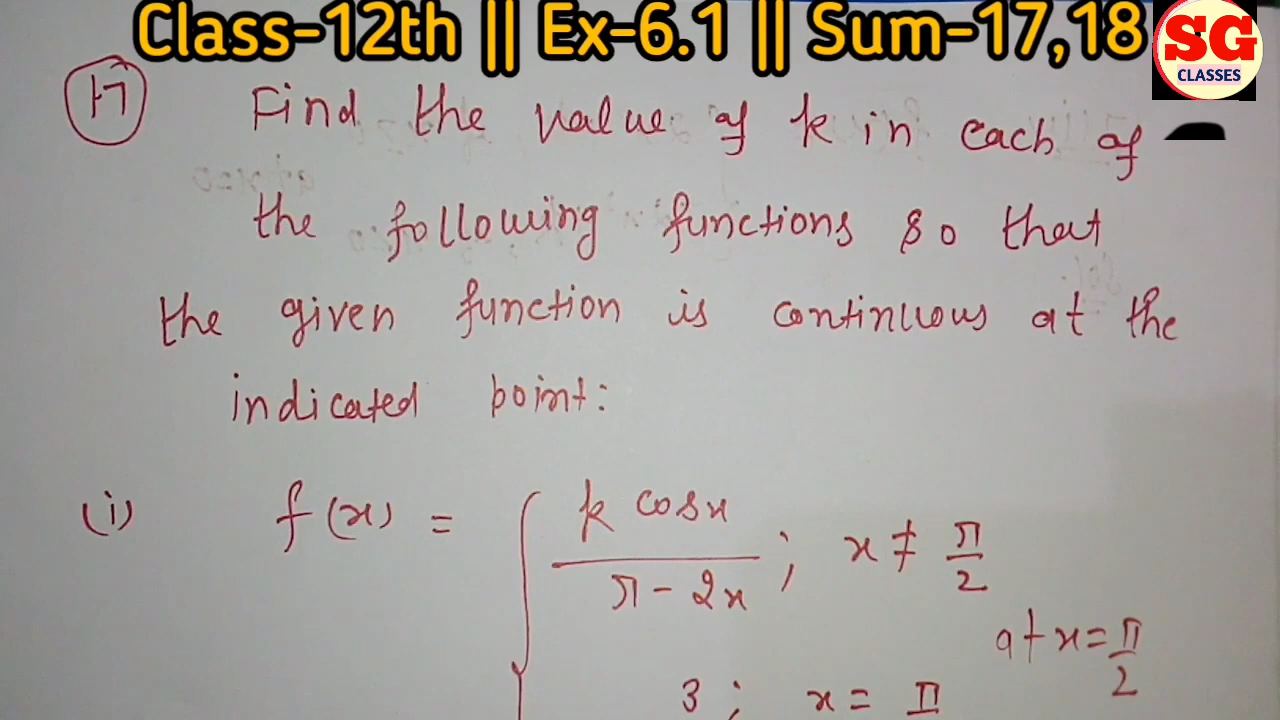 Class-12th || Ex-6.1 || Sum-17,18
SG
CLASSES
17 Find the value of k in each of
the following functions so that
the given function is continuous at the
indicated point:
(i) f(x) = { k cosx / π - 2x ; x ≠ π/2
at x = π/2
3 ; x = π